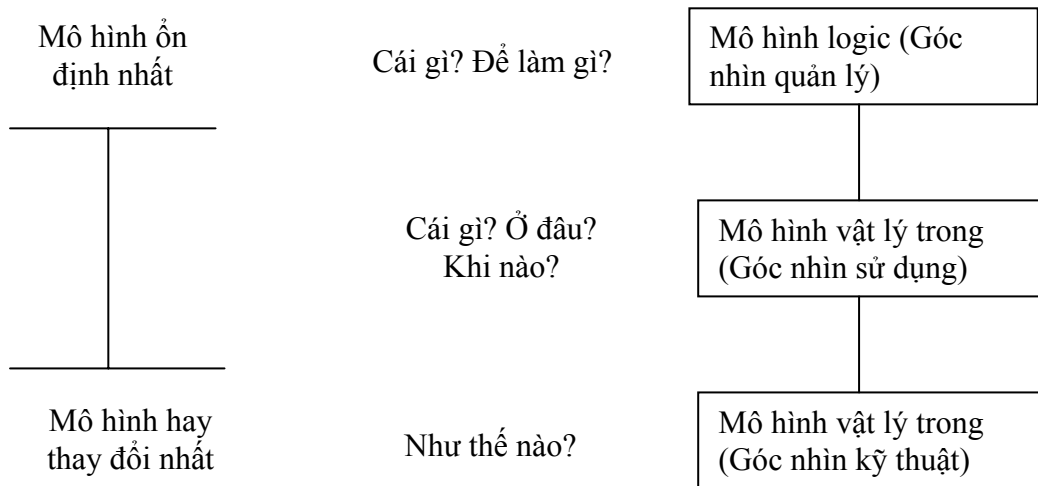 Mô hình ổn
định nhất
Cái gì? Để làm gì?
Mô hình logic (Góc
nhìn quản lý)
Cái gì? Ở đâu?
Khi nào?
Mô hình vật lý trong
(Góc nhìn sử dụng)
Mô hình hay
thay đổi nhất
Như thế nào?
Mô hình vật lý trong
(Góc nhìn kỹ thuật)